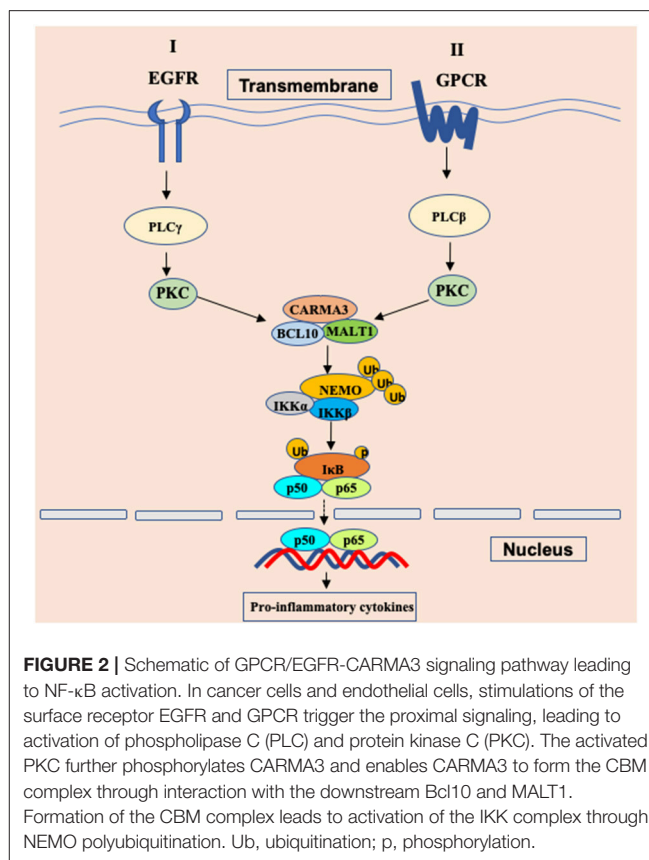 I
II
EGFR
Transmembrane
GPCR
PLCγ
PLCβ
PKC
PKC
CARMA3
BCL10
MALT1
Ub
Ub
Ub
NEMO
IKKα
IKKβ
Ub
p
IκB
p50
p65
p50
p65
Nucleus
Pro-inflammatory cytokines
FIGURE 2 | Schematic of GPCR/EGFR-CARMA3 signaling pathway leading
to NF-κB activation. In cancer cells and endothelial cells, stimulations of the
surface receptor EGFR and GPCR trigger the proximal signaling, leading to
activation of phospholipase C (PLC) and protein kinase C (PKC). The activated
PKC further phosphorylates CARMA3 and enables CARMA3 to form the CBM
complex through interaction with the downstream Bcl10 and MALT1.
Formation of the CBM complex leads to activation of the IKK complex through
NEMO polyubiquitination. Ub, ubiquitination; p, phosphorylation.